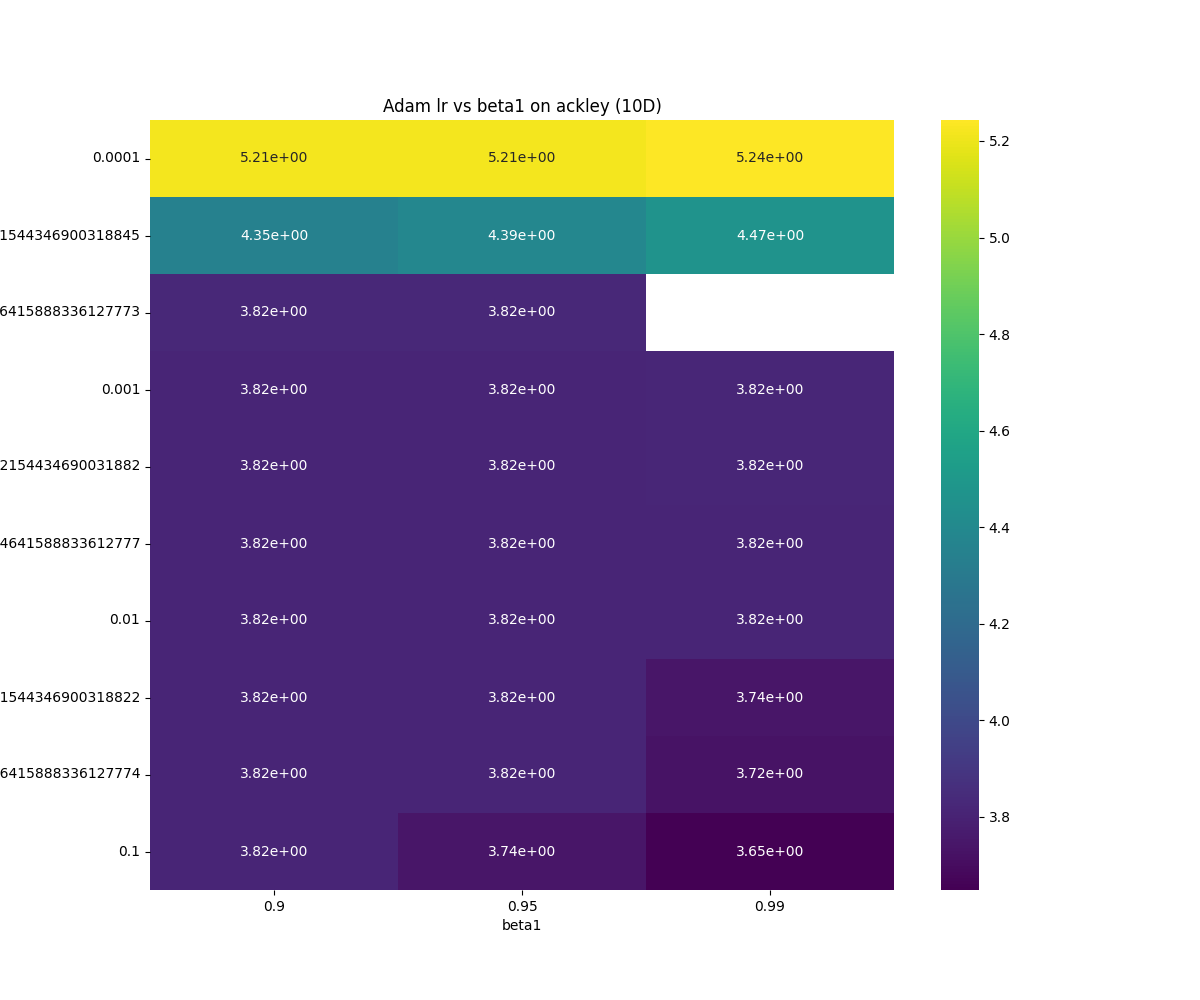 Adam lr vs beta1 on ackley (10D)
0.0001 5.21e+00 5.21e+00 5.24e+00
1544346900318845 4.35e+00 4.39e+00 4.47e+00
6415888336127773 3.82e+00 3.82e+00
0.001 3.82e+00 3.82e+00 3.82e+00
2154434690031882 3.82e+00 3.82e+00 3.82e+00
4641588833612777 3.82e+00 3.82e+00 3.82e+00
0.01 3.82e+00 3.82e+00 3.82e+00
1544346900318822 3.82e+00 3.82e+00 3.74e+00
6415888336127774 3.82e+00 3.82e+00 3.72e+00
0.1 3.82e+00 3.74e+00 3.65e+00
0.9 0.95 0.99
beta1
5.2
5.0
4.8
4.6
4.4
4.2
4.0
3.8